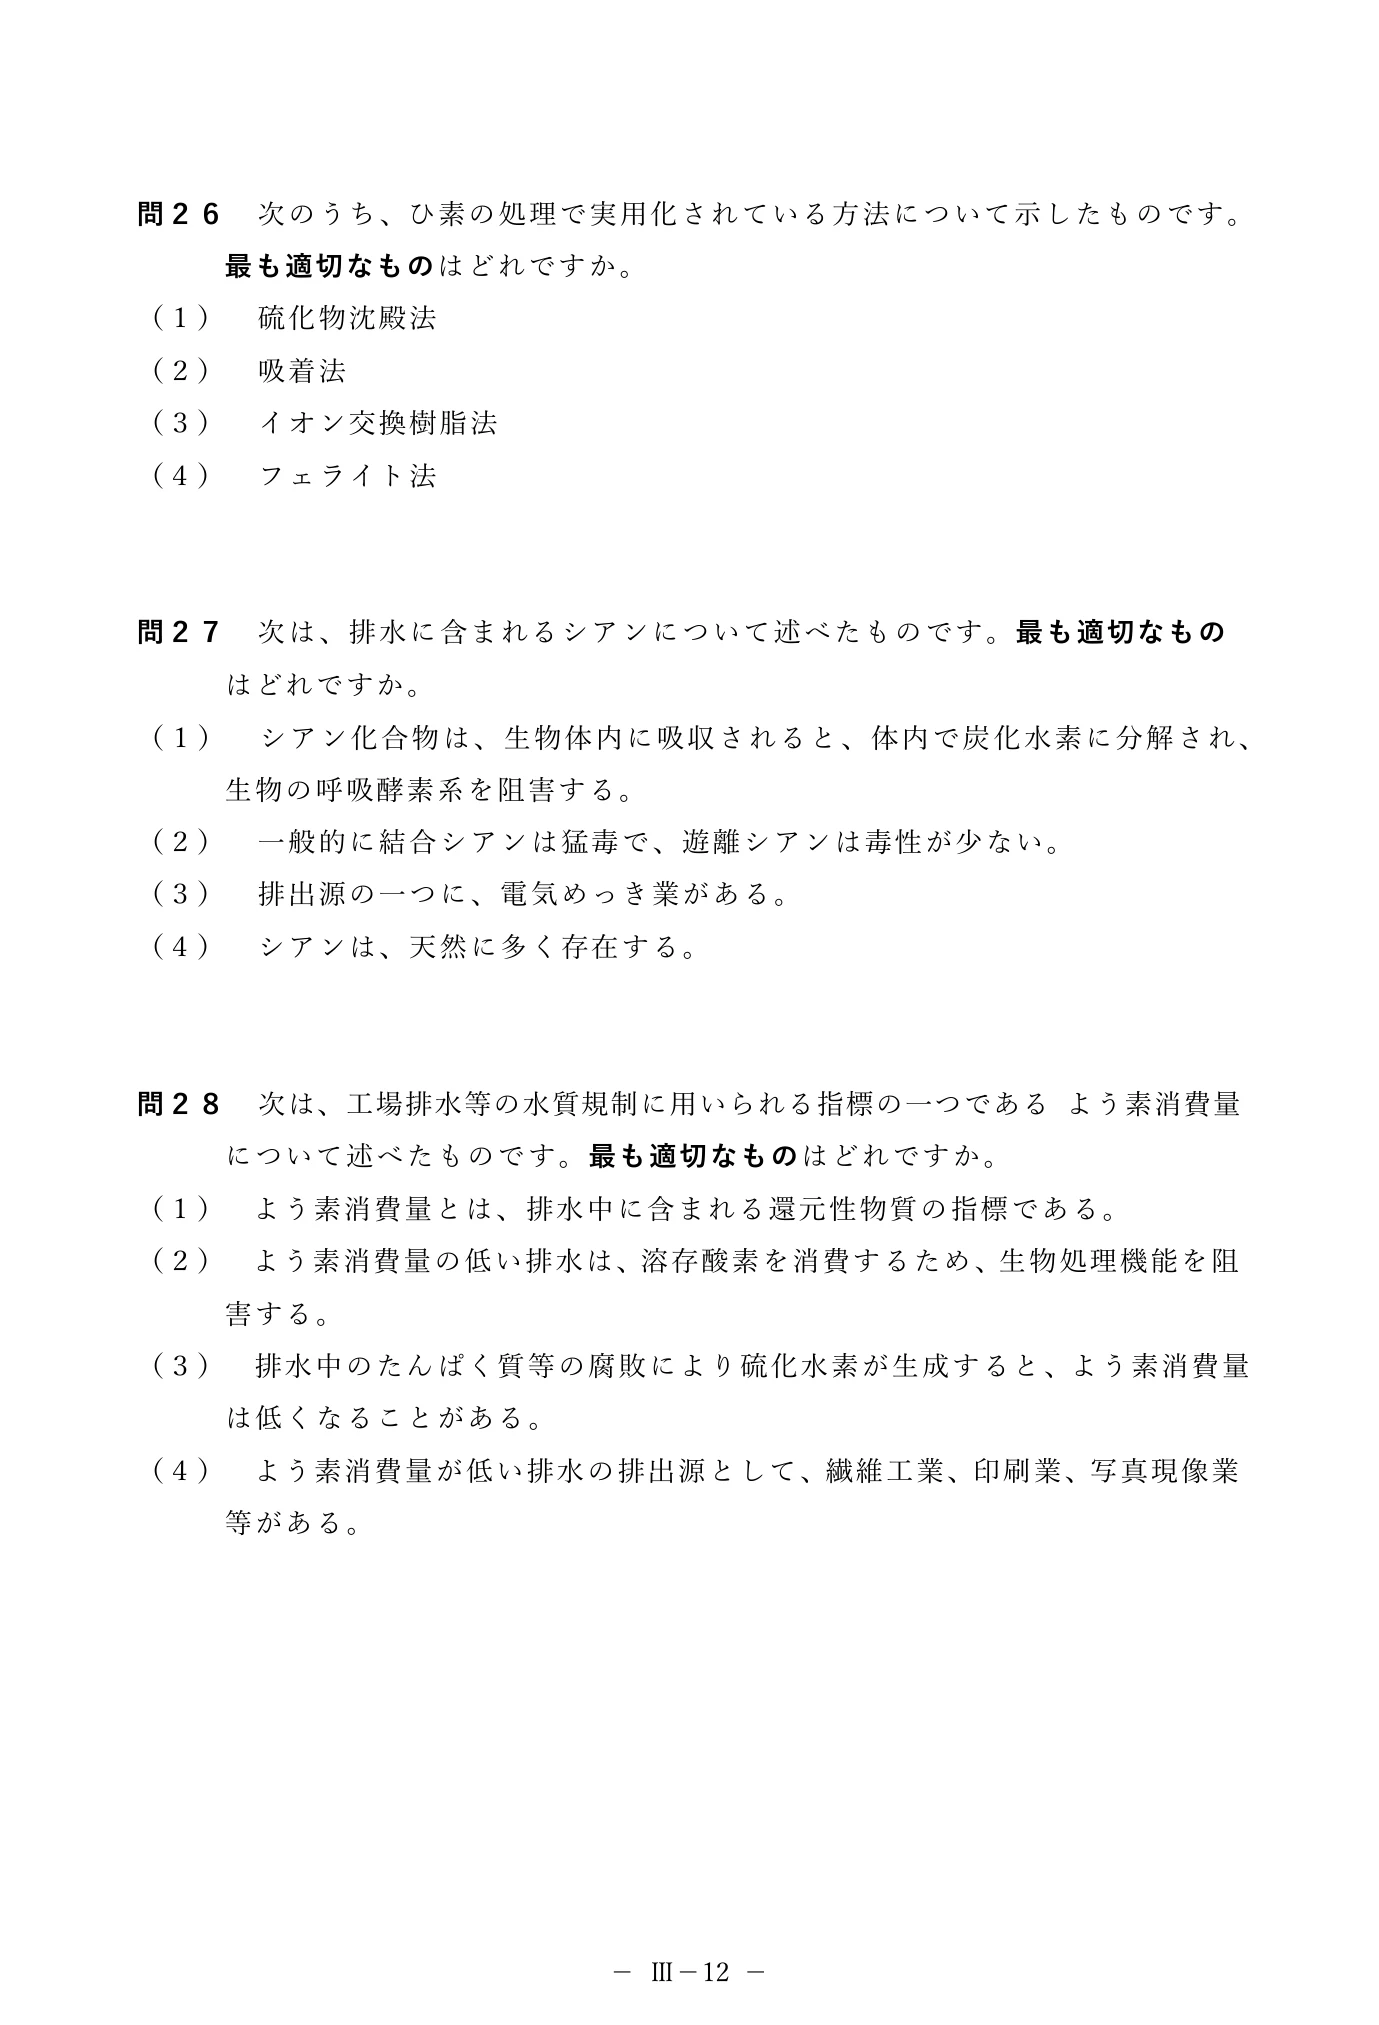 問２６　次のうち、ひ素の処理で実用化されている方法について示したものです。
最も適切なものはどれですか。
（１）　硫化物沈殿法
（２）　吸着法
（３）　イオン交換樹脂法
（４）　フェライト法
問２７　次は、排水に含まれるシアンについて述べたものです。最も適切なもの
はどれですか。
（１）　シアン化合物は、生物体内に吸収されると、体内で炭化水素に分解され、
生物の呼吸酵素系を阻害する。
（２）　一般的に結合シアンは猛毒で、遊離シアンは毒性が少ない。
（３）　排出源の一つに、電気めっき業がある。
（４）　シアンは、天然に多く存在する。
問２８　次は、工場排水等の水質規制に用いられる指標の一つである よう素消費量
について述べたものです。最も適切なものはどれですか。
（１）　よう素消費量とは、排水中に含まれる還元性物質の指標である。
（２）　よう素消費量の低い排水は、溶存酸素を消費するため、生物処理機能を阻
害する。
（３）　排水中のたんぱく質等の腐敗により硫化水素が生成すると、よう素消費量
は低くなることがある。
（４）　よう素消費量が低い排水の排出源として、繊維工業、印刷業、写真現像業
等がある。
－ Ⅲ－12 －